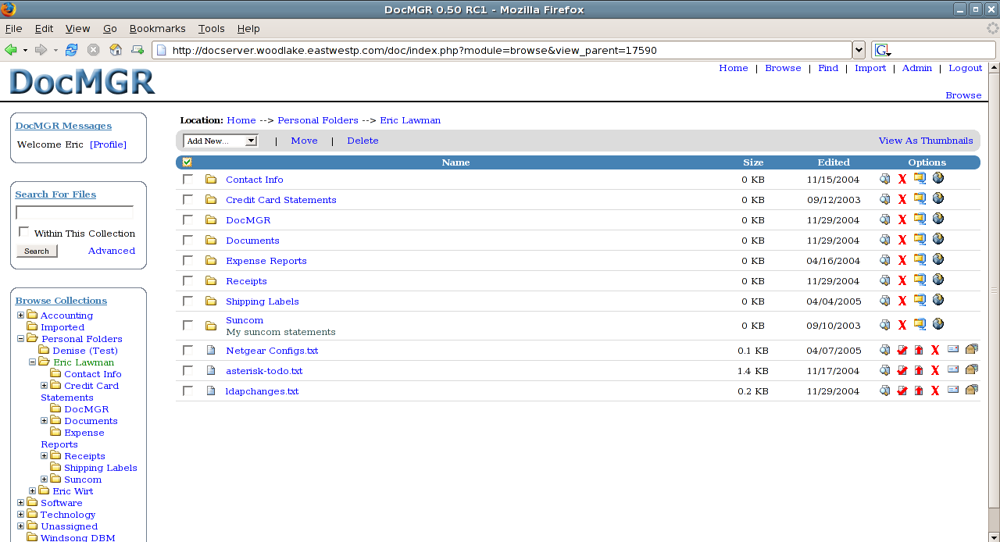 DocMGR 0.50 RC1 - Mozilla Firefox
File Edit View Go Bookmarks Tools Help
http://docserver.woodlake.eastwestp.com/doc/index.php?module=browse&view_parent=17590
G
DocMGR
Home | Browse | Find | Import | Admin | Logout
Browse
DocMGR Messages
Welcome Eric [Profile]
Search For Files
Within This Collection
Search Advanced
Browse Collections
Accounting
Imported
Personal Folders
Denise (Test)
Eric Lawman
Contact Info
Credit Card
Statements
DocMGR
Documents
Expense
Reports
Receipts
Shipping Labels
Suncom
Eric Wirt
Software
Technology
Unassigned
Windsong DBM
Location: Home --> Personal Folders --> Eric Lawman
Add New... | Move | Delete View As Thumbnails
Name Size Edited Options
Contact Info 0 KB 11/15/2004
Credit Card Statements 0 KB 09/12/2003
DocMGR 0 KB 11/29/2004
Documents 0 KB 11/29/2004
Expense Reports 0 KB 04/16/2004
Receipts 0 KB 11/29/2004
Shipping Labels 0 KB 04/04/2005
Suncom 0 KB 09/10/2003
My suncom statements
Netgear Configs.txt 0.1 KB 04/07/2005
asterisk-todo.txt 1.4 KB 11/17/2004
ldapchanges.txt 0.2 KB 11/29/2004